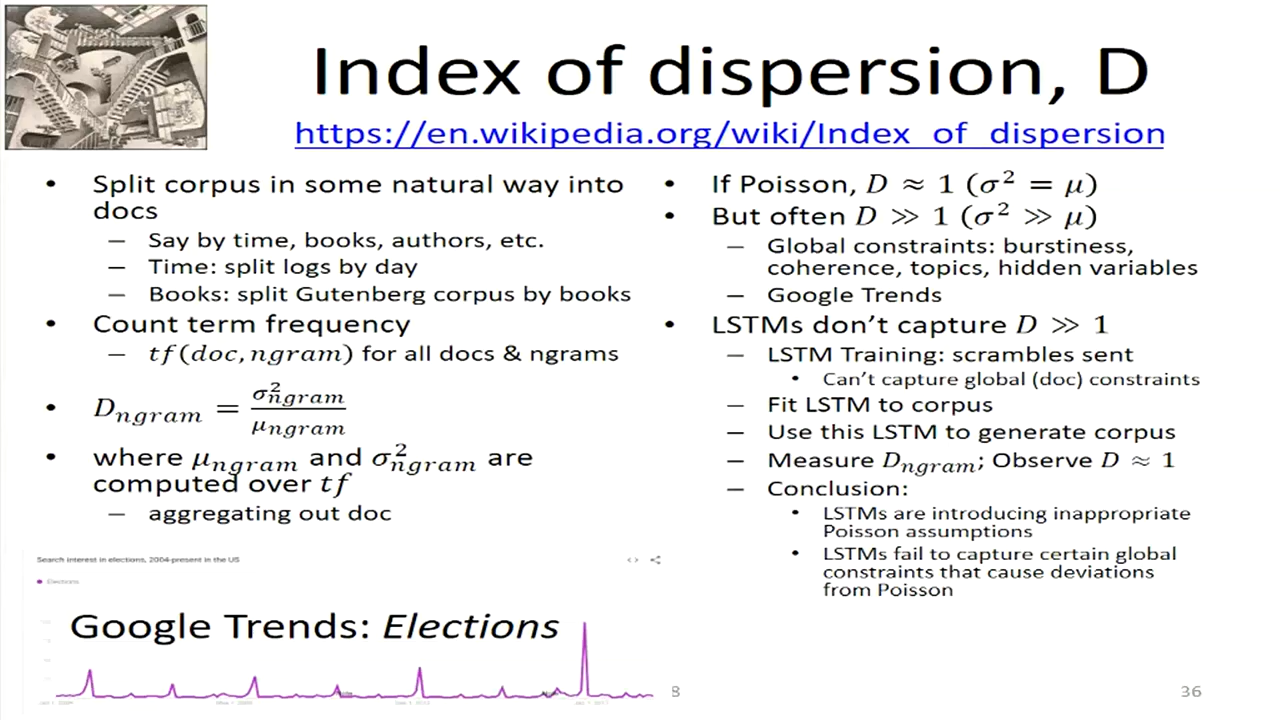 Index of dispersion, D
https://en.wikipedia.org/wiki/Index_of_dispersion
• Split corpus in some natural way into
docs
– Say by time, books, authors, etc.
– Time: split logs by day
– Books: split Gutenberg corpus by books
• Count term frequency
– tf(doc, ngram) for all docs & ngrams
• D_ngram = σ²_ngram / μ_ngram
• where μ_ngram and σ²_ngram are
computed over tf
– aggregating out doc
• If Poisson, D ≈ 1 (σ² = μ)
• But often D ≫ 1 (σ² ≫ μ)
– Global constraints: burstiness,
coherence, topics, hidden variables
– Google Trends
• LSTMs don’t capture D ≫ 1
– LSTM Training: scrambles sent
• Can’t capture global (doc) constraints
– Fit LSTM to corpus
– Use this LSTM to generate corpus
– Measure D_ngram; Observe D ≈ 1
– Conclusion:
• LSTMs are introducing inappropriate
Poisson assumptions
• LSTMs fail to capture certain global
constraints that cause deviations
from Poisson
Search interest in elections, 2004-present in the US
Elections
Google Trends: Elections
8
36